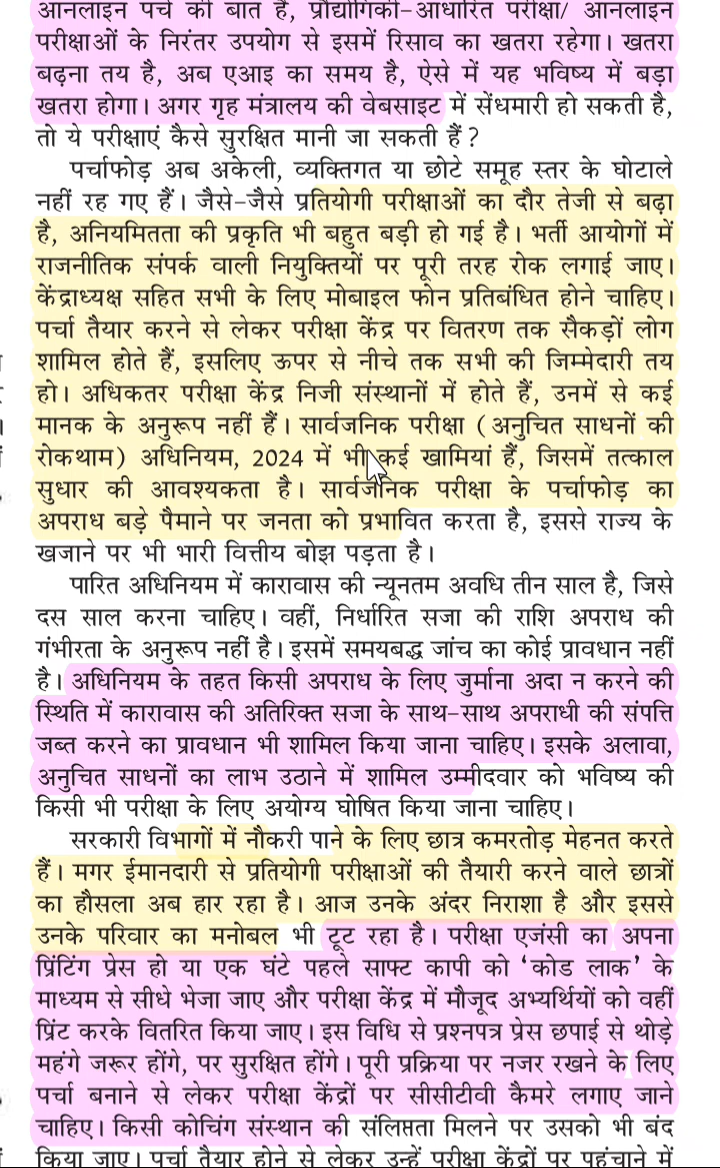 आनलाइन पर्चे की बात है, प्रौद्योगिकी-आधारित परीक्षा/ आनलाइन
परीक्षाओं के निरंतर उपयोग से इसमें रिसाव का खतरा रहेगा। खतरा
बढ़ना तय है, अब एआइ का समय है, ऐसे में यह भविष्य में बड़ा
खतरा होगा। अगर गृह मंत्रालय की वेबसाइट में सेंधमारी हो सकती है,
तो ये परीक्षाएं कैसे सुरक्षित मानी जा सकती हैं?
पर्चाफोड़ अब अकेली, व्यक्तिगत या छोटे समूह स्तर के घोटाले
नहीं रह गए हैं। जैसे-जैसे प्रतियोगी परीक्षाओं का दौर तेजी से बढ़ा
है, अनियमितता की प्रकृति भी बहुत बड़ी हो गई है। भर्ती आयोगों में
राजनीतिक संपर्क वाली नियुक्तियों पर पूरी तरह रोक लगाई जाए।
केंद्राध्यक्ष सहित सभी के लिए मोबाइल फोन प्रतिबंधित होने चाहिए।
पर्चा तैयार करने से लेकर परीक्षा केंद्र पर वितरण तक सैकड़ों लोग
शामिल होते हैं, इसलिए ऊपर से नीचे तक सभी की जिम्मेदारी तय
हो। अधिकतर परीक्षा केंद्र निजी संस्थानों में होते हैं, उनमें से कई
मानक के अनुरूप नहीं हैं। सार्वजनिक परीक्षा (अनुचित साधनों की
रोकथाम) अधिनियम, 2024 में भी कई खामियां हैं, जिसमें तत्काल
सुधार की आवश्यकता है। सार्वजनिक परीक्षा के पर्चाफोड़ का
अपराध बड़े पैमाने पर जनता को प्रभावित करता है, इससे राज्य के
खजाने पर भी भारी वित्तीय बोझ पड़ता है।
पारित अधिनियम में कारावास की न्यूनतम अवधि तीन साल है, जिसे
दस साल करना चाहिए। वहीं, निर्धारित सजा की राशि अपराध की
गंभीरता के अनुरूप नहीं है। इसमें समयबद्ध जांच का कोई प्रावधान नहीं
है। अधिनियम के तहत किसी अपराध के लिए जुर्माना अदा न करने की
स्थिति में कारावास की अतिरिक्त सजा के साथ-साथ अपराधी की संपत्ति
जब्त करने का प्रावधान भी शामिल किया जाना चाहिए। इसके अलावा,
अनुचित साधनों का लाभ उठाने में शामिल उम्मीदवार को भविष्य की
किसी भी परीक्षा के लिए अयोग्य घोषित किया जाना चाहिए।
सरकारी विभागों में नौकरी पाने के लिए छात्र कमरतोड़ मेहनत करते
हैं। मगर ईमानदारी से प्रतियोगी परीक्षाओं की तैयारी करने वाले छात्रों
का हौसला अब हार रहा है। आज उनके अंदर निराशा है और इससे
उनके परिवार का मनोबल भी टूट रहा है। परीक्षा एजंसी का अपना
प्रिंटिंग प्रेस हो या एक घंटे पहले साफ्ट कापी को ‘कोड लाक’ के
माध्यम से सीधे भेजा जाए और परीक्षा केंद्र में मौजूद अभ्यर्थियों को वहीं
प्रिंट करके वितरित किया जाए। इस विधि से प्रश्नपत्र प्रेस छपाई से थोड़े
महंगे जरूर होंगे, पर सुरक्षित होंगे। पूरी प्रक्रिया पर नजर रखने के लिए
पर्चा बनाने से लेकर परीक्षा केंद्रों पर सीसीटीवी कैमरे लगाए जाने
चाहिए। किसी कोचिंग संस्थान की संलिप्तता मिलने पर उसको भी बंद
किया जाए। पर्चा तैयार होने से लेकर उन्हें परीक्षा केंद्रों पर पहुंचाने में